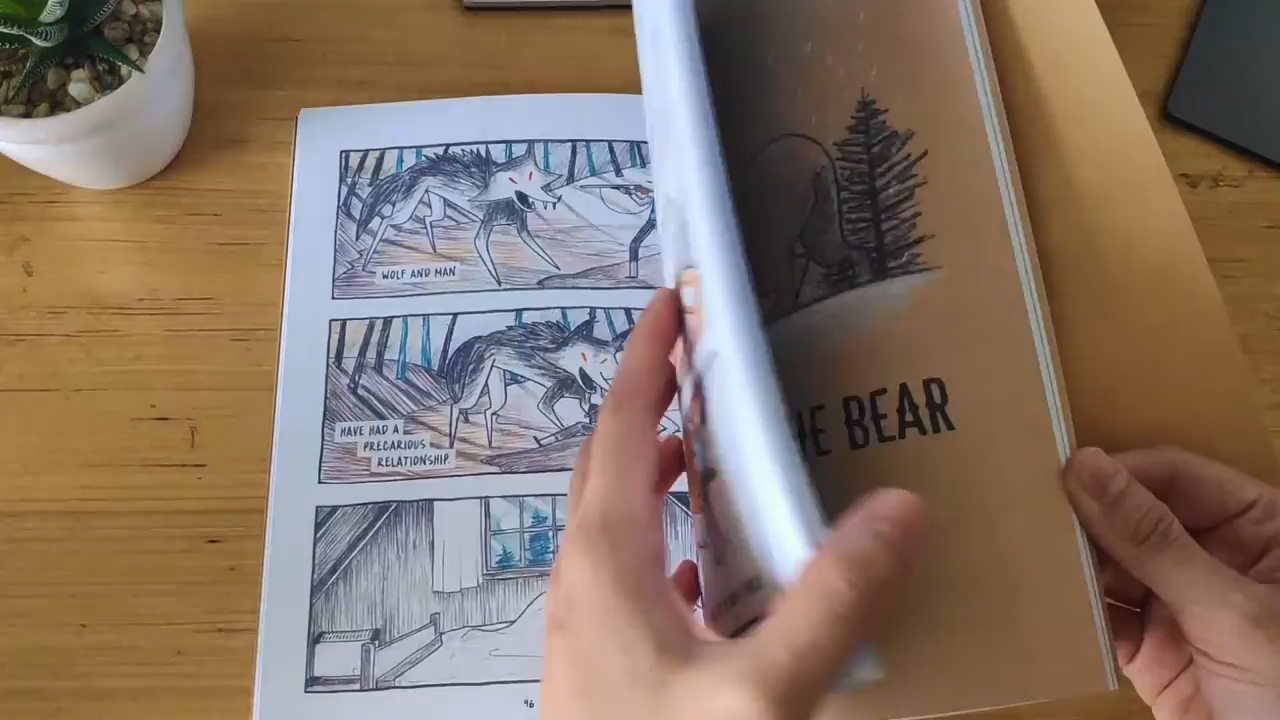 WOLF AND MAN
HAVE HAD A
PRECARIOUS
RELATIONSHIP.
96
BEAR